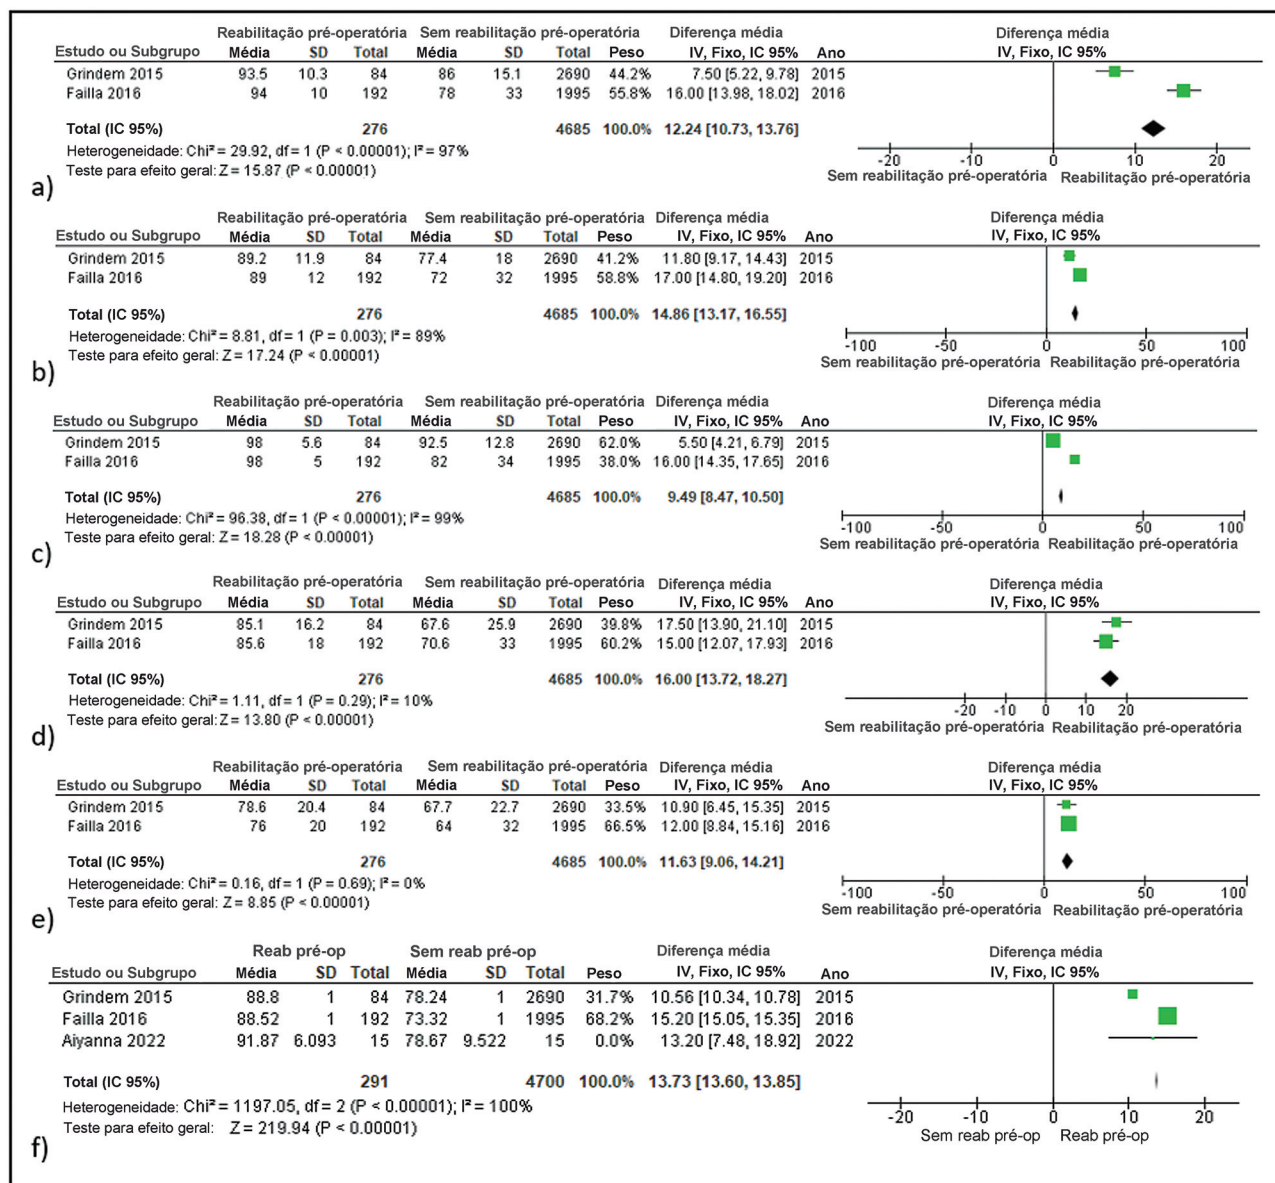 Reabilitação pré-operatória Sem reabilitação pré-operatória Diferença média Diferença média
Estudo ou Subgrupo Média SD Total Média SD Total Peso IV, Fixo, IC 95% Ano IV, Fixo, IC 95%
Grindem 2015 93.5 10.3 84 86 15.1 2690 44.2% 7.50 [5.22, 9.78] 2015
Failla 2016 94 10 192 78 33 1995 55.8% 16.00 [13.98, 18.02] 2016
Total (IC 95%) 276 4685 100.0% 12.24 [10.73, 13.76]
Heterogeneidade: Chi² = 29.92, df = 1 (P < 0.00001); I² = 97%
Teste para efeito geral: Z = 15.87 (P < 0.00001)
-20 -10 0 10 20
Sem reabilitação pré-operatória Reabilitação pré-operatória
a)
Reabilitação pré-operatória Sem reabilitação pré-operatória Diferença média Diferença média
Estudo ou Subgrupo Média SD Total Média SD Total Peso IV, Fixo, IC 95% Ano IV, Fixo, IC 95%
Grindem 2015 89.2 11.9 84 77.4 18 2690 41.2% 11.80 [9.17, 14.43] 2015
Failla 2016 89 12 192 72 32 1995 58.8% 17.00 [14.80, 19.20] 2016
Total (IC 95%) 276 4685 100.0% 14.86 [13.17, 16.55]
Heterogeneidade: Chi² = 8.81, df = 1 (P = 0.003); I² = 89%
Teste para efeito geral: Z = 17.24 (P < 0.00001)
-100 -50 0 50 100
Sem reabilitação pré-operatória Reabilitação pré-operatória
b)
Reabilitação pré-operatória Sem reabilitação pré-operatória Diferença média Diferença média
Estudo ou Subgrupo Média SD Total Média SD Total Peso IV, Fixo, IC 95% Ano IV, Fixo, IC 95%
Grindem 2015 98 5.6 84 92.5 12.8 2690 62.0% 5.50 [4.21, 6.79] 2015
Failla 2016 98 5 192 82 34 1995 38.0% 16.00 [14.35, 17.65] 2016
Total (IC 95%) 276 4685 100.0% 9.49 [8.47, 10.50]
Heterogeneidade: Chi² = 96.38, df = 1 (P < 0.00001); I² = 99%
Teste para efeito geral: Z = 18.28 (P < 0.00001)
-100 -50 0 50 100
Sem reabilitação pré-operatória Reabilitação pré-operatória
c)
Reabilitação pré-operatória Sem reabilitação pré-operatória Diferença média Diferença média
Estudo ou Subgrupo Média SD Total Média SD Total Peso IV, Fixo, IC 95% Ano IV, Fixo, IC 95%
Grindem 2015 85.1 16.2 84 67.6 25.9 2690 39.8% 17.50 [13.90, 21.10] 2015
Failla 2016 85.6 18 192 70.6 33 1995 60.2% 15.00 [12.07, 17.93] 2016
Total (IC 95%) 276 4685 100.0% 16.00 [13.72, 18.27]
Heterogeneidade: Chi² = 1.11, df = 1 (P = 0.29); I² = 10%
Teste para efeito geral: Z = 13.80 (P < 0.00001)
-20 -10 0 10 20
Sem reabilitação pré-operatória Reabilitação pré-operatória
d)
Reabilitação pré-operatória Sem reabilitação pré-operatória Diferença média Diferença média
Estudo ou Subgrupo Média SD Total Média SD Total Peso IV, Fixo, IC 95% Ano IV, Fixo, IC 95%
Grindem 2015 78.6 20.4 84 67.7 22.7 2690 33.5% 10.90 [6.45, 15.35] 2015
Failla 2016 76 20 192 64 32 1995 66.5% 12.00 [8.84, 15.16] 2016
Total (IC 95%) 276 4685 100.0% 11.63 [9.06, 14.21]
Heterogeneidade: Chi² = 0.16, df = 1 (P = 0.69); I² = 0%
Teste para efeito geral: Z = 8.85 (P < 0.00001)
-100 -50 0 50 100
Sem reabilitação pré-operatória Reabilitação pré-operatória
e)
Reab pré-op Sem reab pré-op Diferença média Diferença média
Estudo ou Subgrupo Média SD Total Média SD Total Peso IV, Fixo, IC 95% Ano IV, Fixo, IC 95%
Grindem 2015 88.8 1 84 78.24 1 2690 31.7% 10.56 [10.34, 10.78] 2015
Failla 2016 88.52 1 192 73.32 1 1995 68.2% 15.20 [15.05, 15.35] 2016
Aiyanna 2022 91.87 6.093 15 78.67 9.522 15 0.0% 13.20 [7.48, 18.92] 2022
Total (IC 95%) 291 4700 100.0% 13.73 [13.60, 13.85]
Heterogeneidade: Chi² = 1197.05, df = 2 (P < 0.00001); I² = 100%
Teste para efeito geral: Z = 219.94 (P < 0.00001)
-20 -10 0 10 20
Sem reab pré-op Reab pré-op
f)